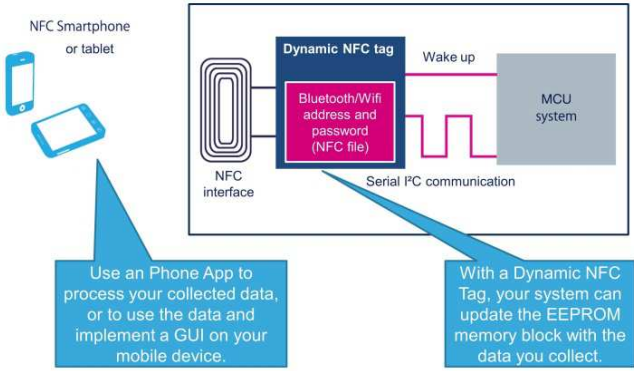 NFC Smartphone
or tablet
Dynamic NFC tag
Bluetooth/Wifi
address and
password
(NFC file)
Wake up
MCU
system
NFC
interface
Serial I²C communication
Use an Phone App to
process your collected data,
or to use the data and
implement a GUI on your
mobile device.
With a Dynamic NFC
Tag, your system can
update the EEPROM
memory block with the
data you collect.